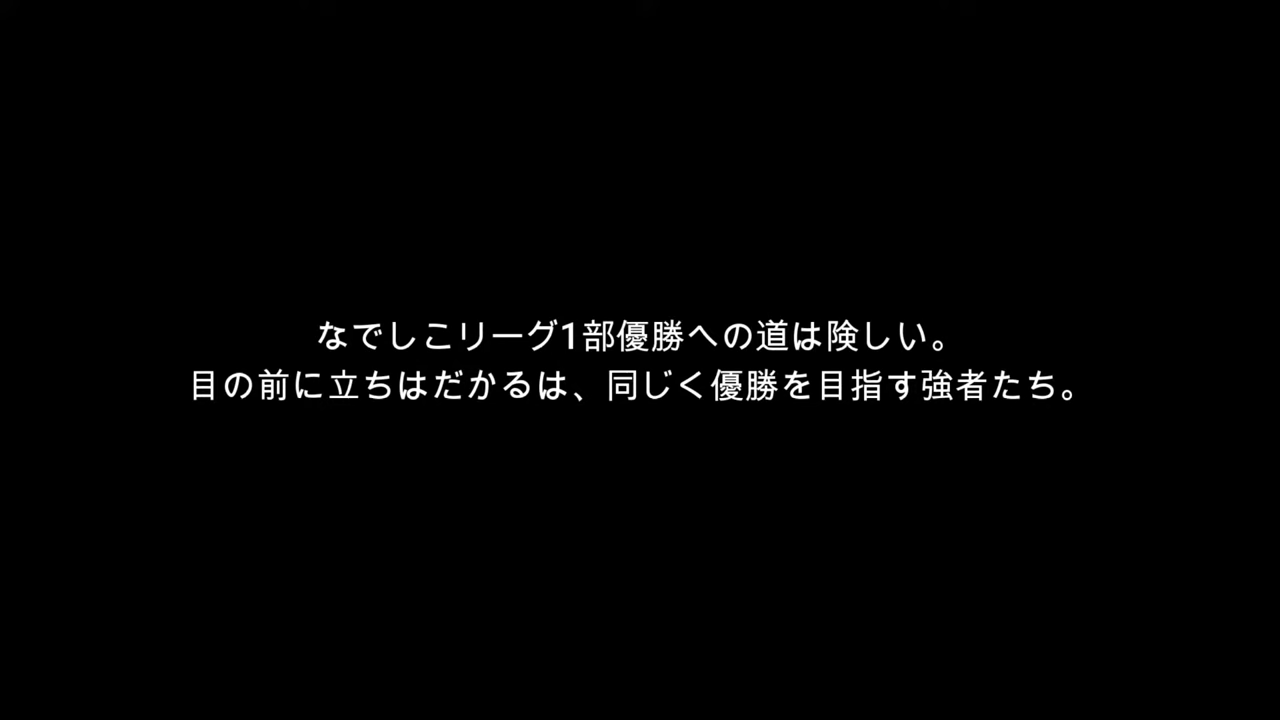 なでしこリーグ1部優勝への道は険しい。
目の前に立ちはだかるは、同じく優勝を目指す強者たち。